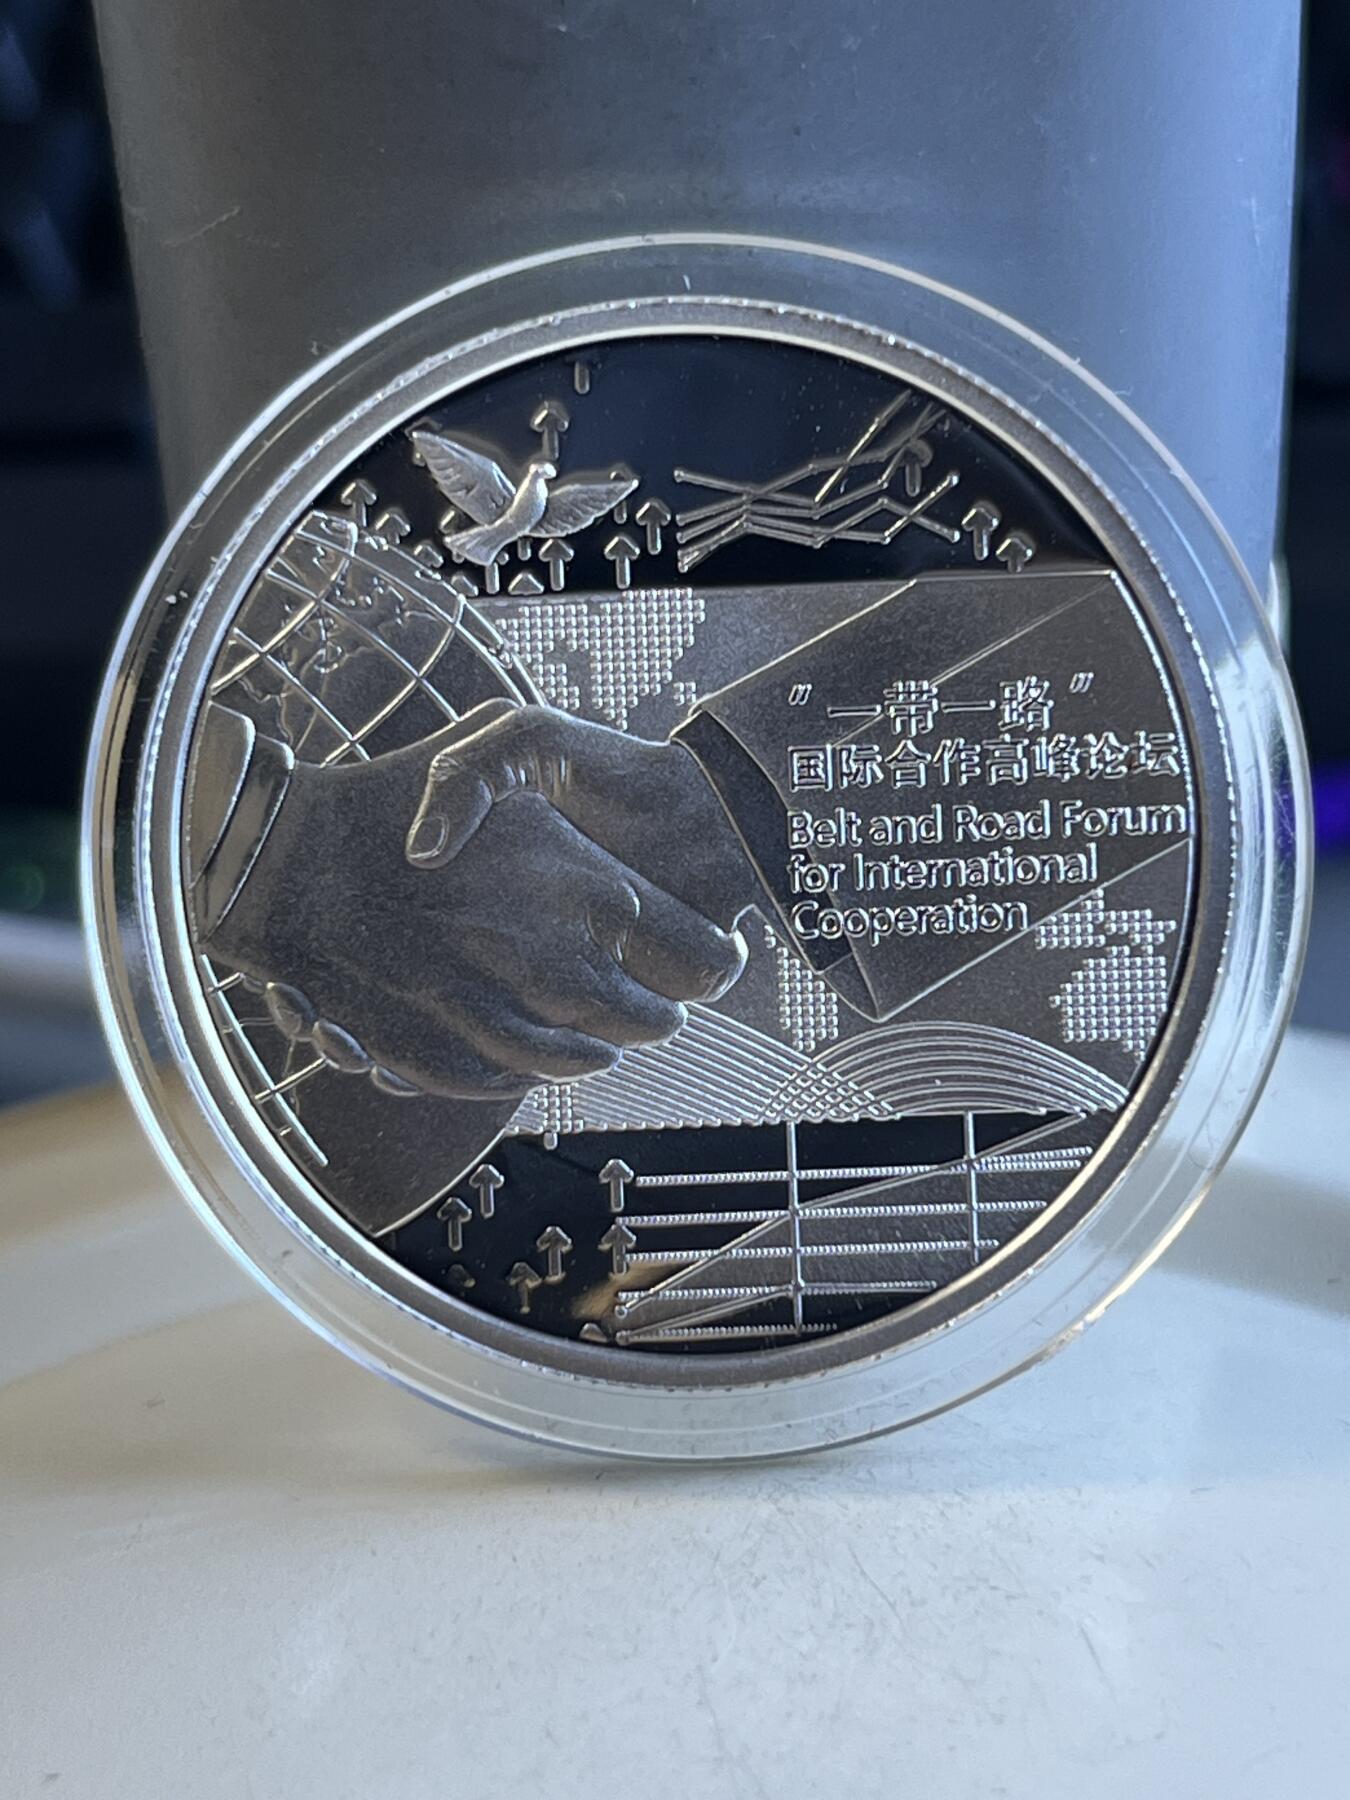 “一带一路”
国际合作高峰论坛
Belt and Road Forum
for International
Cooperation